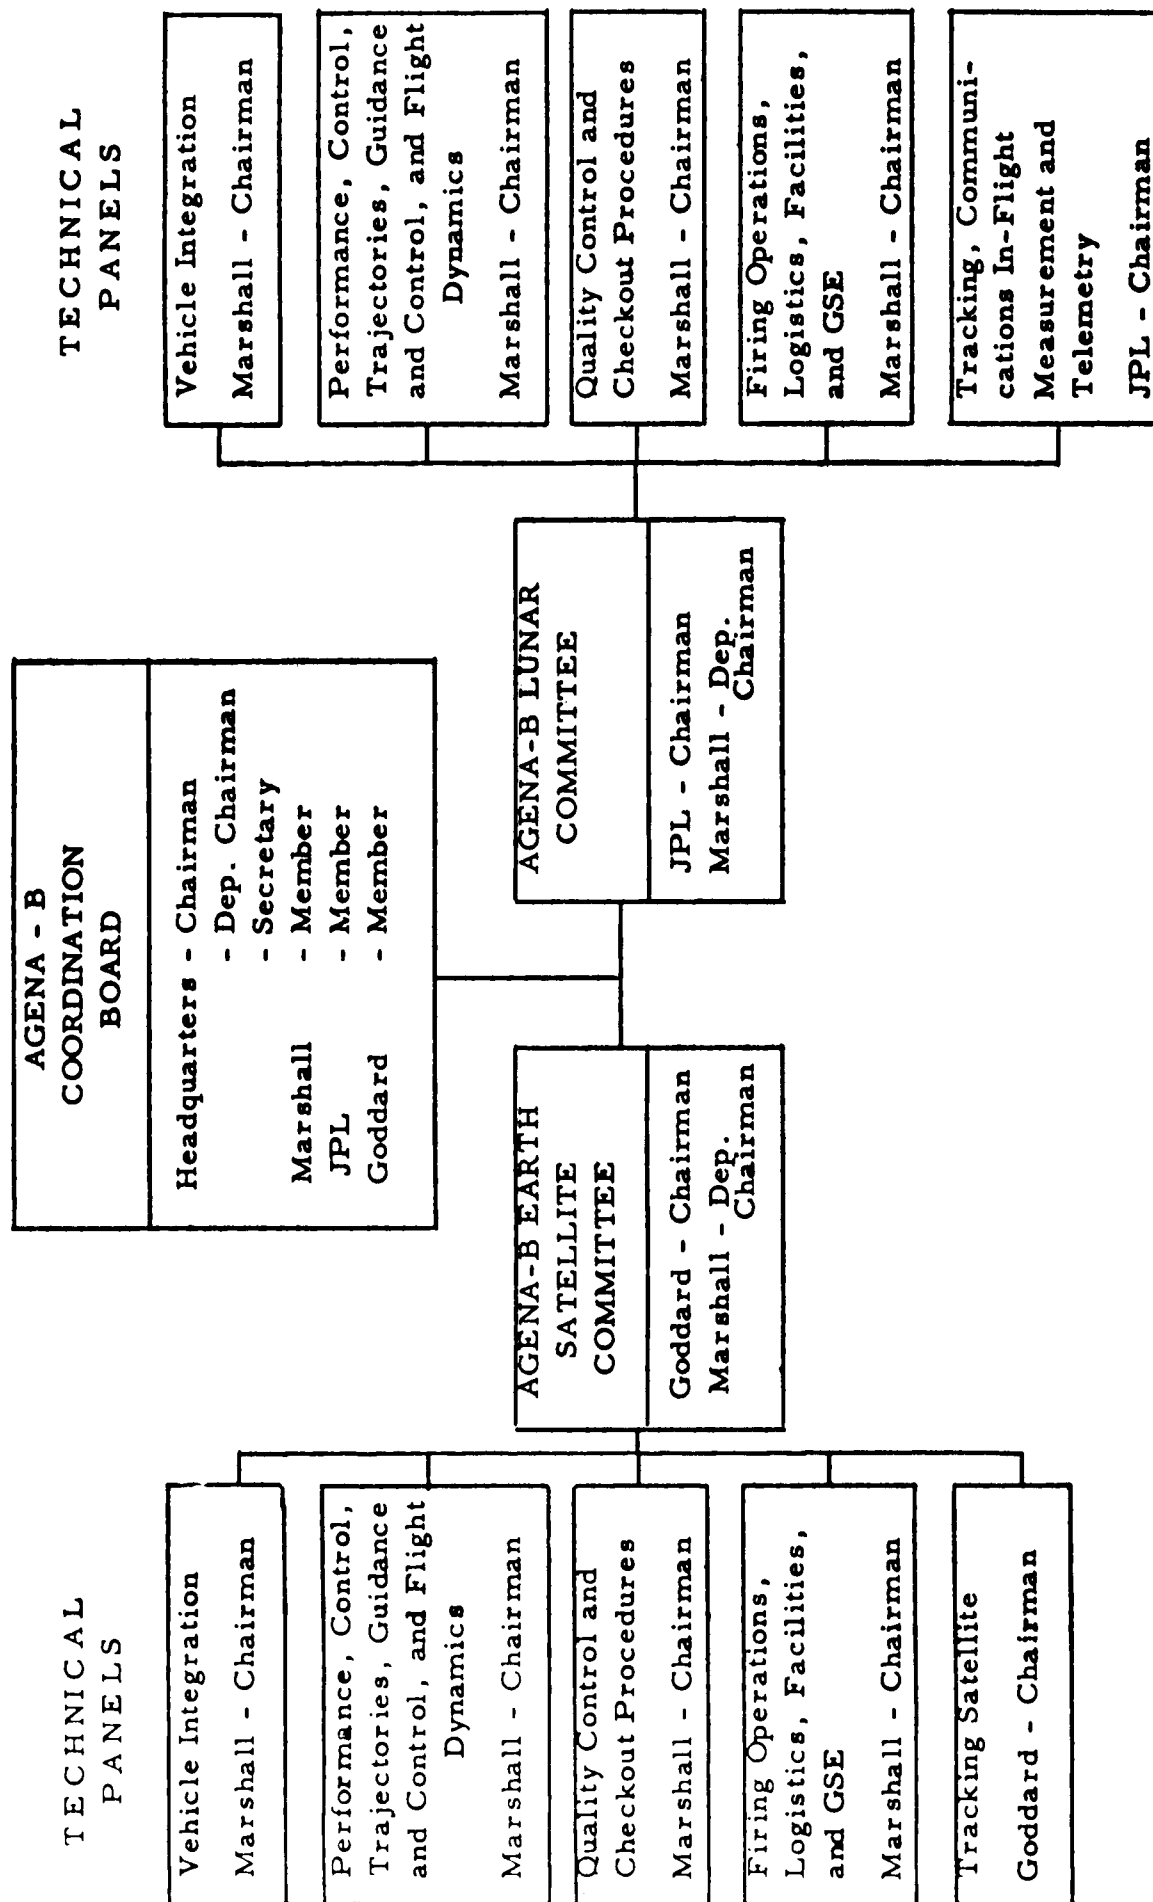 AGENA - B
COORDINATION
BOARD
Headquarters - Chairman
- Dep. Chairman
- Secretary
Marshall - Member
JPL - Member
Goddard - Member
TECHNICAL
PANELS
Vehicle Integration
Marshall - Chairman
Performance, Control,
Trajectories, Guidance
and Control, and Flight
Dynamics
Marshall - Chairman
Quality Control and
Checkout Procedures
Marshall - Chairman
Firing Operations,
Logistics, Facilities,
and GSE
Marshall - Chairman
Tracking Satellite
Goddard - Chairman
AGENA-B EARTH
SATELLITE
COMMITTEE
Goddard - Chairman
Marshall - Dep.
Chairman
AGENA-B LUNAR
COMMITTEE
JPL - Chairman
Marshall - Dep.
Chairman
TECHNICAL
PANELS
Vehicle Integration
Marshall - Chairman
Performance, Control,
Trajectories, Guidance
and Control, and Flight
Dynamics
Marshall - Chairman
Quality Control and
Checkout Procedures
Marshall - Chairman
Firing Operations,
Logistics, Facilities,
and GSE
Marshall - Chairman
Tracking, Communi-
cations In-Flight
Measurement and
Telemetry
JPL - Chairman